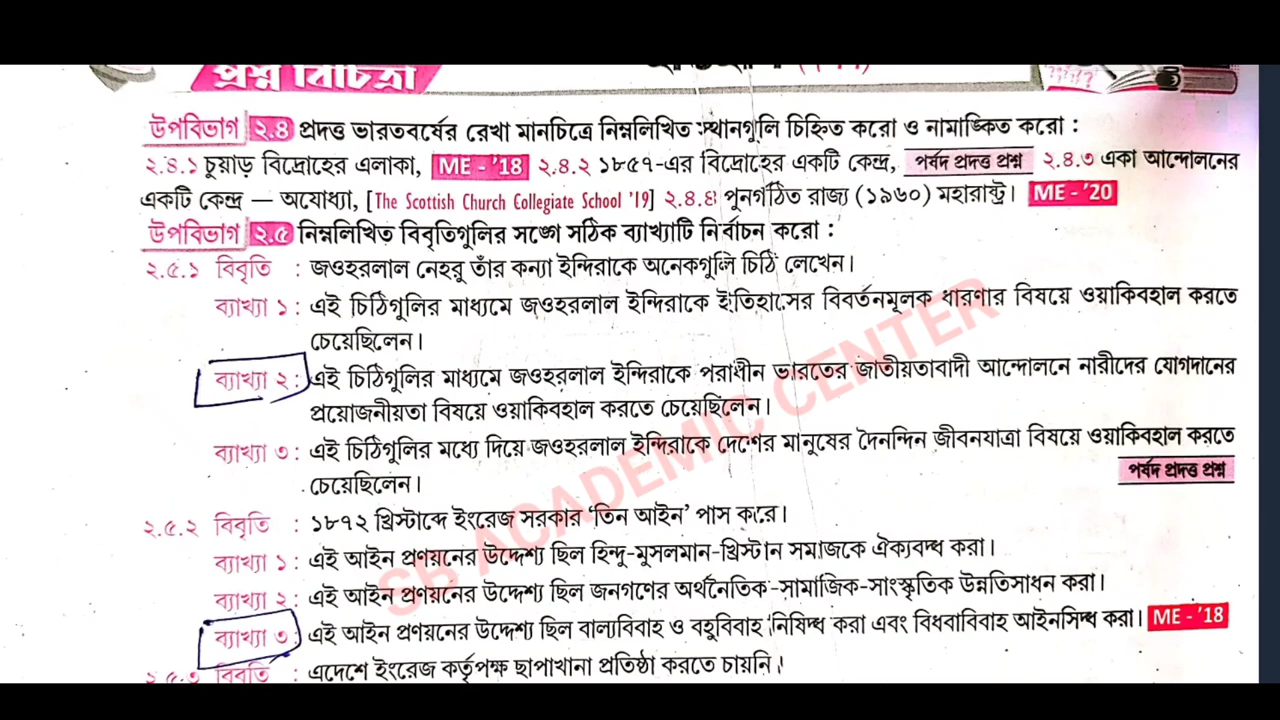 প্রশ্ন বিচিত্রা
উপবিভাগ ২.৪ প্রদত্ত ভারতবর্ষের রেখা মানচিত্রে নিম্নলিখিত স্থানগুলি চিহ্নিত করো ও নামাঙ্কিত করো :
২.৪.১ চুয়াড় বিদ্রোহের এলাকা, ME - '18 ২.৪.২ ১৮৫৭-এর বিদ্রোহের একটি কেন্দ্র, পর্ষদ প্রদত্ত প্রশ্ন ২.৪.৩ একা আন্দোলনের
একটি কেন্দ্র — অযোধ্যা, [The Scottish Church Collegiate School '19] ২.৪.৪ পুনর্গঠিত রাজ্য (১৯৬০) মহারাষ্ট্র। ME - '20
উপবিভাগ ২.৫ নিম্নলিখিত বিবৃতিগুলির সঙ্গে সঠিক ব্যাখ্যাটি নির্বাচন করো :
২.৫.১ বিবৃতি : জওহরলাল নেহরু তাঁর কন্যা ইন্দিরাকে অনেকগুলি চিঠি লেখেন।
ব্যাখ্যা ১ : এই চিঠিগুলির মাধ্যমে জওহরলাল ইন্দিরাকে ইতিহাসের বিবর্তনমূলক ধারণার বিষয়ে ওয়াকিবহাল করতে
চেয়েছিলেন।
ব্যাখ্যা ২ : এই চিঠিগুলির মাধ্যমে জওহরলাল ইন্দিরাকে পরাধীন ভারতের জাতীয়তাবাদী আন্দোলনে নারীদের যোগদানের
প্রয়োজনীয়তা বিষয়ে ওয়াকিবহাল করতে চেয়েছিলেন।
ব্যাখ্যা ৩ : এই চিঠিগুলির মধ্যে দিয়ে জওহরলাল ইন্দিরাকে দেশের মানুষের দৈনন্দিন জীবনযাত্রা বিষয়ে ওয়াকিবহাল করতে
চেয়েছিলেন। পর্ষদ প্রদত্ত প্রশ্ন
২.৫.২ বিবৃতি : ১৮৭২ খ্রিস্টাব্দে ইংরেজ সরকার ‘তিন আইন’ পাস করে।
ব্যাখ্যা ১ : এই আইন প্রণয়নের উদ্দেশ্য ছিল হিন্দু-মুসলমান-খ্রিস্টান সমাজকে ঐক্যবদ্ধ করা।
ব্যাখ্যা ২ : এই আইন প্রণয়নের উদ্দেশ্য ছিল জনগণের অর্থনৈতিক-সামাজিক-সাংস্কৃতিক উন্নতিসাধন করা।
ব্যাখ্যা ৩ : এই আইন প্রণয়নের উদ্দেশ্য ছিল বাল্যবিবাহ ও বহুবিবাহ নিষিদ্ধ করা এবং বিধবাবিবাহ আইনসিদ্ধ করা। ME - '18
২.৫.৩ বিবৃতি : এদেশে ইংরেজ কর্তৃপক্ষ ছাপাখানা প্রতিষ্ঠা করতে চায়নি।
SB ACADEMIC CENTER